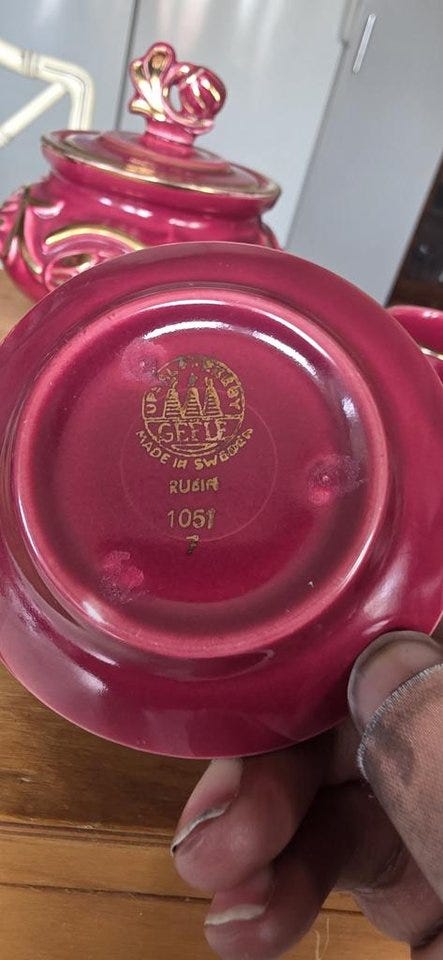 UPSALA-EKEBY
GEFLE
MADE IN SWEDEN
RUBIN
1051
7